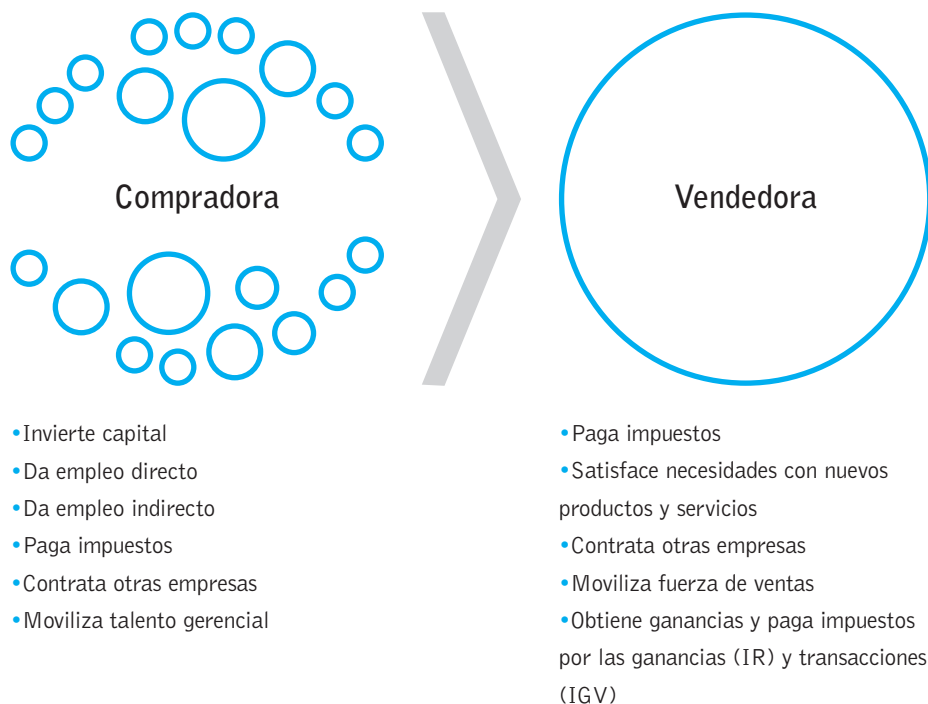 Compradora
•Invierte capital
•Da empleo directo
•Da empleo indirecto
•Paga impuestos
•Contrata otras empresas
•Moviliza talento gerencial
Vendedora
•Paga impuestos
•Satisface necesidades con nuevos
productos y servicios
•Contrata otras empresas
•Moviliza fuerza de ventas
•Obtiene ganancias y paga impuestos
por las ganancias (IR) y transacciones
(IGV)